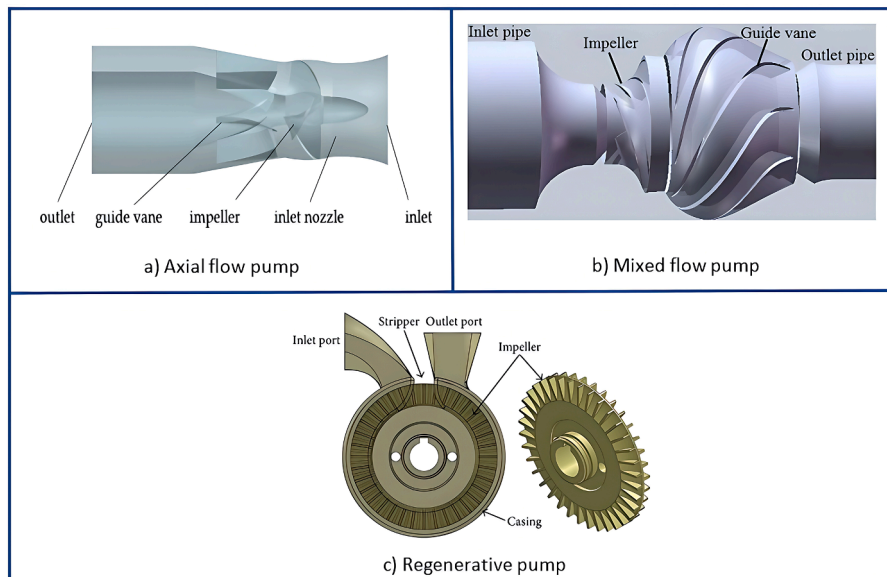 outlet guide vane impeller inlet nozzle inlet
a) Axial flow pump
Inlet pipe
Impeller
Guide vane
Outlet pipe
b) Mixed flow pump
Inlet port
Stripper
Outlet port
Impeller
Casing
c) Regenerative pump